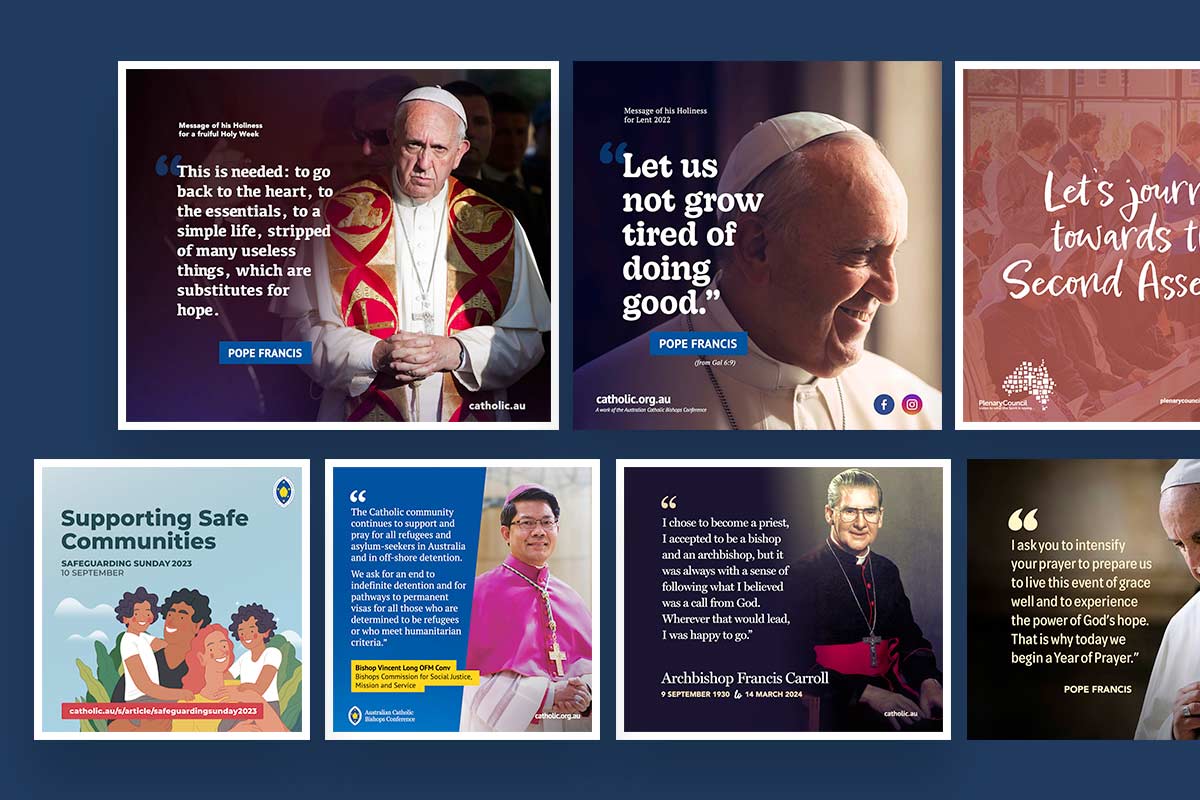 Message of his Holiness
for a fruiful Holy Week
“This is needed: to go
back to the heart, to
the essentials, to a
simple life, stripped
of many useless
things, which are
substitutes for
hope.
POPE FRANCIS
catholic.au
Message of his Holiness
for Lent 2022
“Let us
not grow
tired of
doing
good.”
POPE FRANCIS
(from Gal 6:9)
catholic.org.au
A work of the Australian Catholic Bishops Conference
Let's journ
towards th
Second Asse
PlenaryCouncil
plenarycouncil
Supporting Safe
Communities
SAFEGUARDING SUNDAY 2023
10 SEPTEMBER
catholic.au/s/article/safeguardingsunday2023
“
The Catholic community
continues to support and
pray for all refugees and
asylum-seekers in Australia
and in off-shore detention.
We ask for an end to
indefinite detention and for
pathways to permanent
visas for all those who are
determined to be refugees
or who meet humanitarian
criteria.”
Bishop Vincent Long OFM Conv
Bishops Commission for Social Justice,
Mission and Service
Australian Catholic
Bishops Conference
catholic.org.au
“
I chose to become a priest,
I accepted to be a bishop
and an archbishop, but it
was always with a sense of
following what I believed
was a call from God.
Wherever that would lead,
I was happy to go.”
Archbishop Francis Carroll
9 SEPTEMBER 1930 to 14 MARCH 2024
catholic.au
“
I ask you to intensify
your prayer to prepare us
to live this event of grace
well and to experience
the power of God’s hope.
That is why today we
begin a Year of Prayer.”
POPE FRANCIS